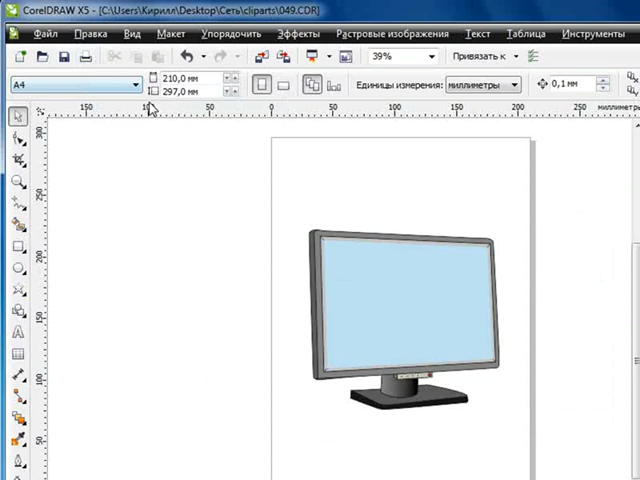 CorelDRAW X5 - [C:\Users\Кирилл\Desktop\Сеть\cliparts\049.CDR]
Файл Правка Вид Макет Упорядочить Эффекты Растровые изображения Текст Таблица Инструменты
39% Привязать к
A4 210,0 мм Единицы измерения: миллиметры 0,1 мм
297,0 мм
150 100 50 0 50 100 150 200 250 миллиметры
300
250
200
150
100
50